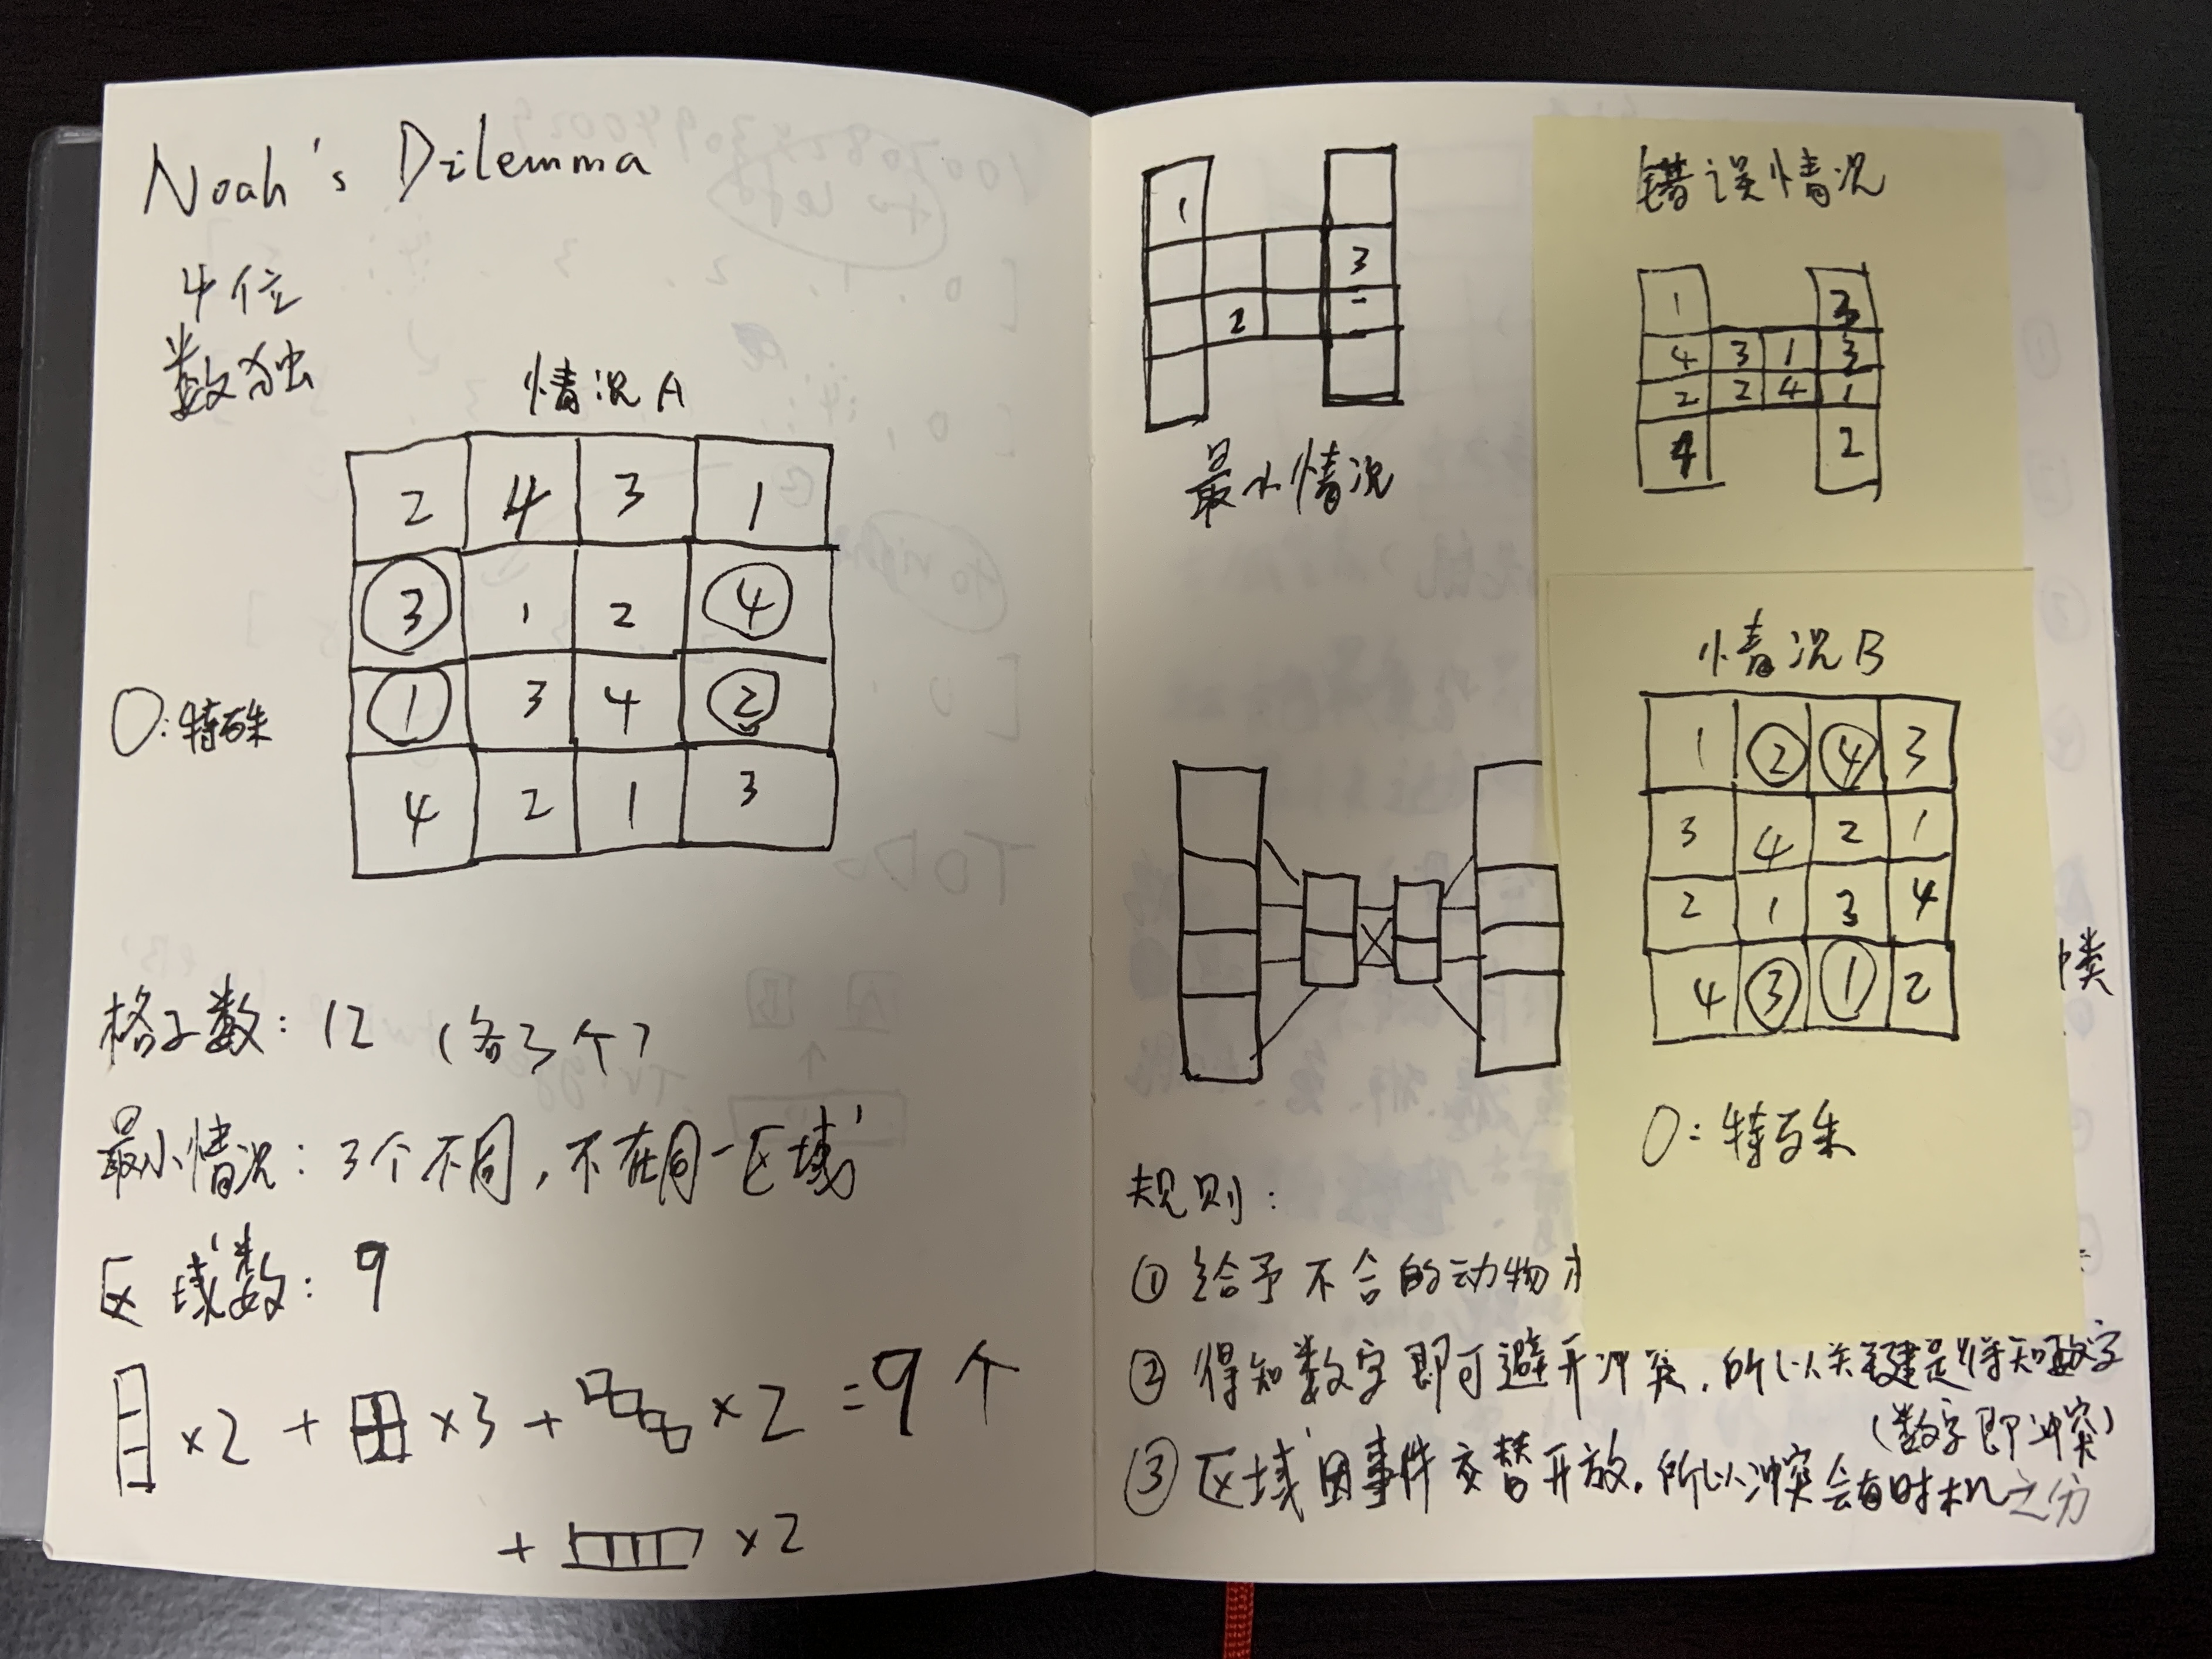 Noah's Dilemma
4位
数独
情况A
2 4 3 1
③ 1 2 ④
① 3 4 ②
4 2 1 3
O:特殊
格子数: 12 (各3个)
最小情况: 3个不同,不在同一区域
区域数: 9
×2 + ×3 + ×2 = 9个
+ ×2
1
3
2
最小情况
错误情况
1 3
4 3 1 3
2 2 4 1
4 2
情况B
1 ② ④ 3
3 4 2 1
2 1 3 4
4 ③ ① 2
O:特殊
类
规则:
① 给予不合的动物
② 得知数字即可避开冲突,所以关键是得知数字
(数字即冲突)
③ 区域因事件交替开放,所以冲突会有时机之分